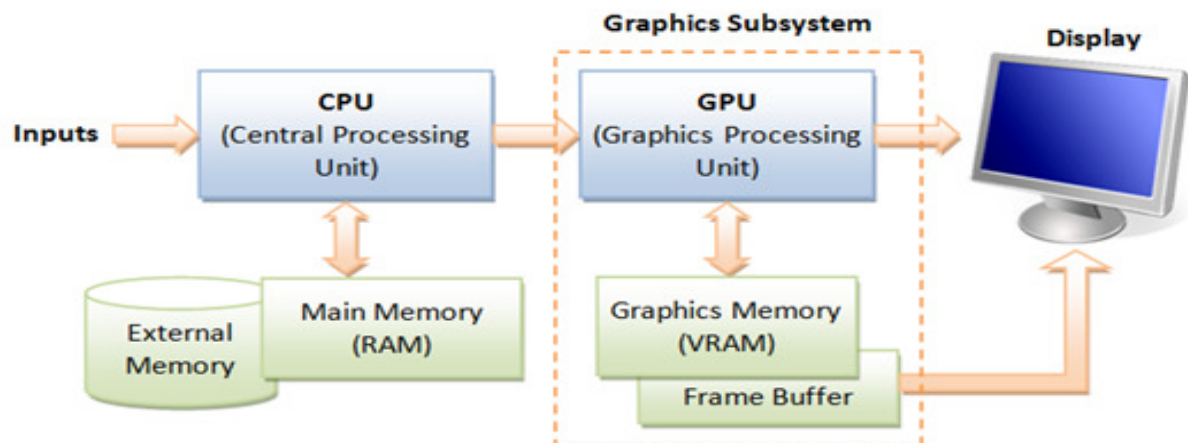 Graphics Subsystem
Display
Inputs
CPU
(Central Processing
Unit)
GPU
(Graphics Processing
Unit)
External
Memory
Main Memory
(RAM)
Graphics Memory
(VRAM)
Frame Buffer